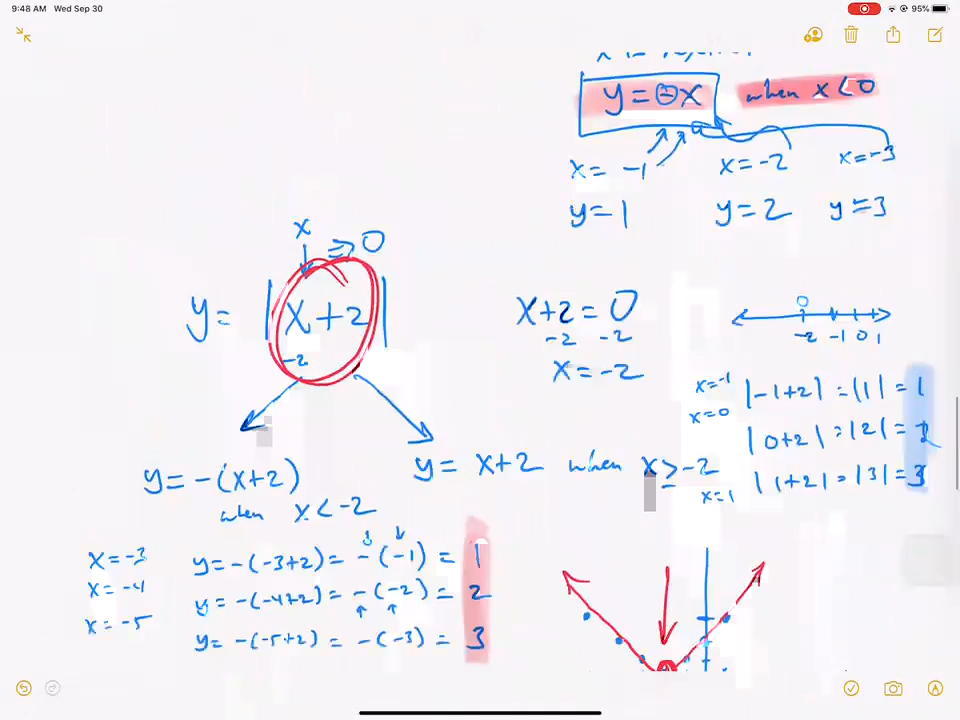 9:48 AM Wed Sep 30
95%
y = -x when x < 0
x = -1 x = -2 x = -3
y = 1 y = 2 y = 3
x
≥ 0
y = |x + 2|
-2
x + 2 = 0
-2 -2
x = -2
0
-2 -1 0 1
x = -1 |-1+2| = |1| = 1
x = 0 |0+2| = |2| = 2
x = 1 |1+2| = |3| = 3
y = -(x+2)
when x < -2
y = x+2 when x ≥ -2
x = -3 y = -(-3+2) = -(-1) = 1
x = -4 y = -(-4+2) = -(-2) = 2
x = -5 y = -(-5+2) = -(-3) = 3